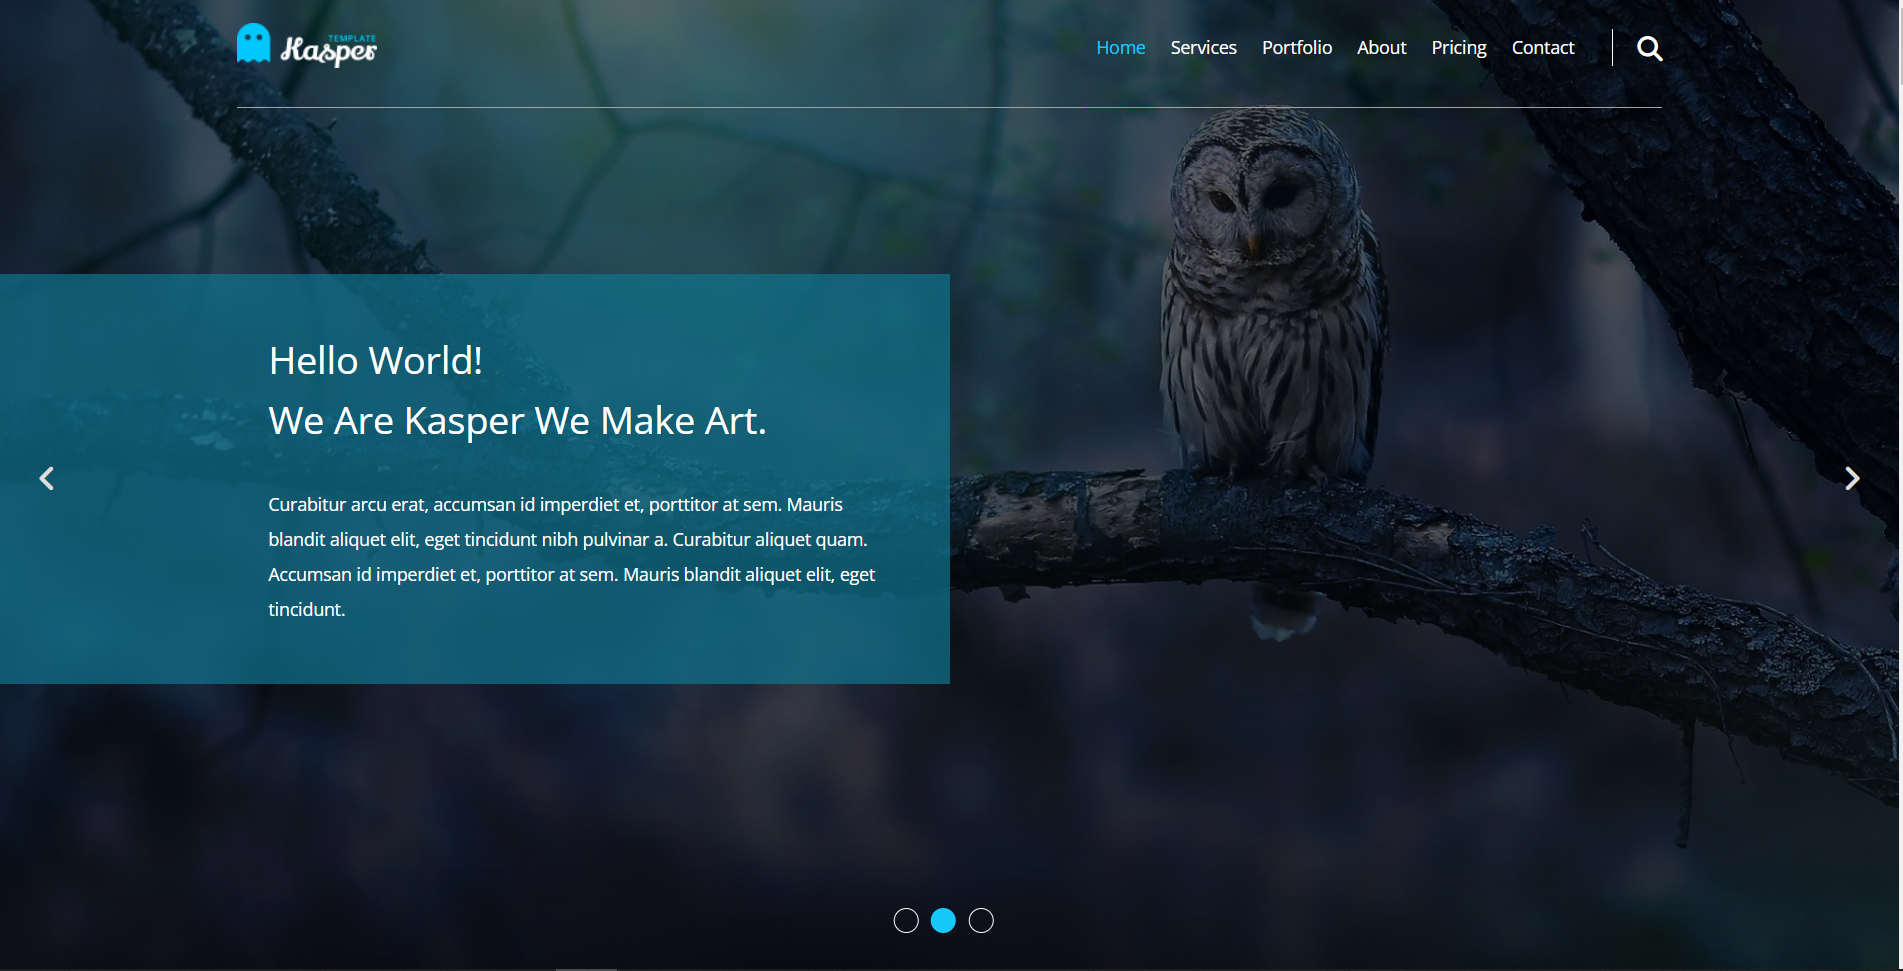 TEMPLATE
Kasper
Home Services Portfolio About Pricing Contact
Hello World!
We Are Kasper We Make Art.
Curabitur arcu erat, accumsan id imperdiet et, porttitor at sem. Mauris
blandit aliquet elit, eget tincidunt nibh pulvinar a. Curabitur aliquet quam.
Accumsan id imperdiet et, porttitor at sem. Mauris blandit aliquet elit, eget
tincidunt.